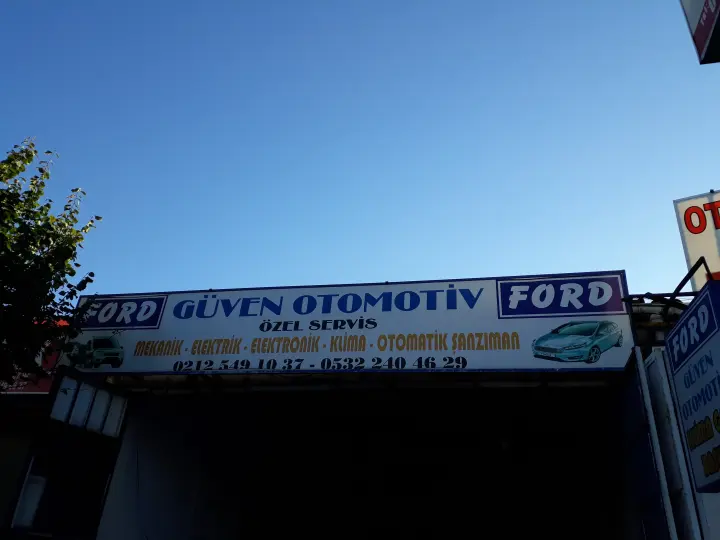 FORD GÜVEN OTOMOTİV FORD
ÖZEL SERVİS
MEKANİK - ELEKTRİK - ELEKTRONİK - KLİMA - OTOMATİK ŞANZIMAN
0212 549 10 37 - 0532 240 46 29
OT
FORD
GÜVEN
OTOMOTİ